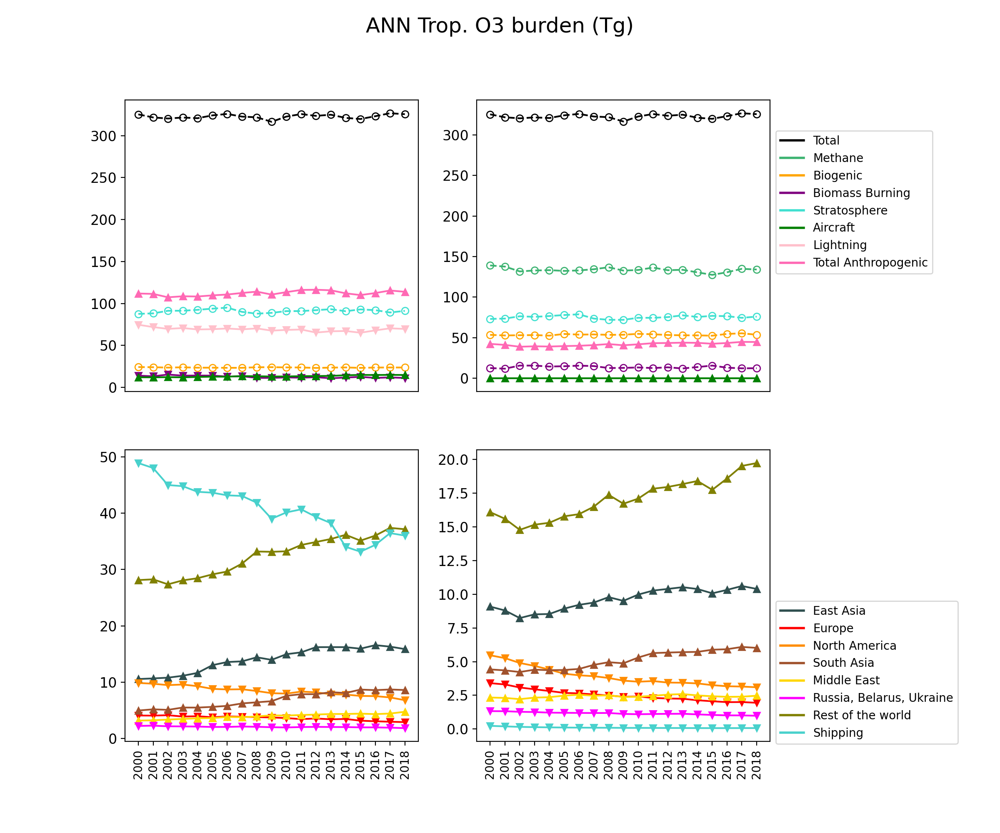 ANN Trop. O3 burden (Tg)
300
250
200
150
100
50
0
300
250
200
150
100
50
0
Total
Methane
Biogenic
Biomass Burning
Stratosphere
Aircraft
Lightning
Total Anthropogenic
50
40
30
20
10
0
2000 2001 2002 2003 2004 2005 2006 2007 2008 2009 2010 2011 2012 2013 2014 2015 2016 2017 2018
20.0
17.5
15.0
12.5
10.0
7.5
5.0
2.5
0.0
2000 2001 2002 2003 2004 2005 2006 2007 2008 2009 2010 2011 2012 2013 2014 2015 2016 2017 2018
East Asia
Europe
North America
South Asia
Middle East
Russia, Belarus, Ukraine
Rest of the world
Shipping